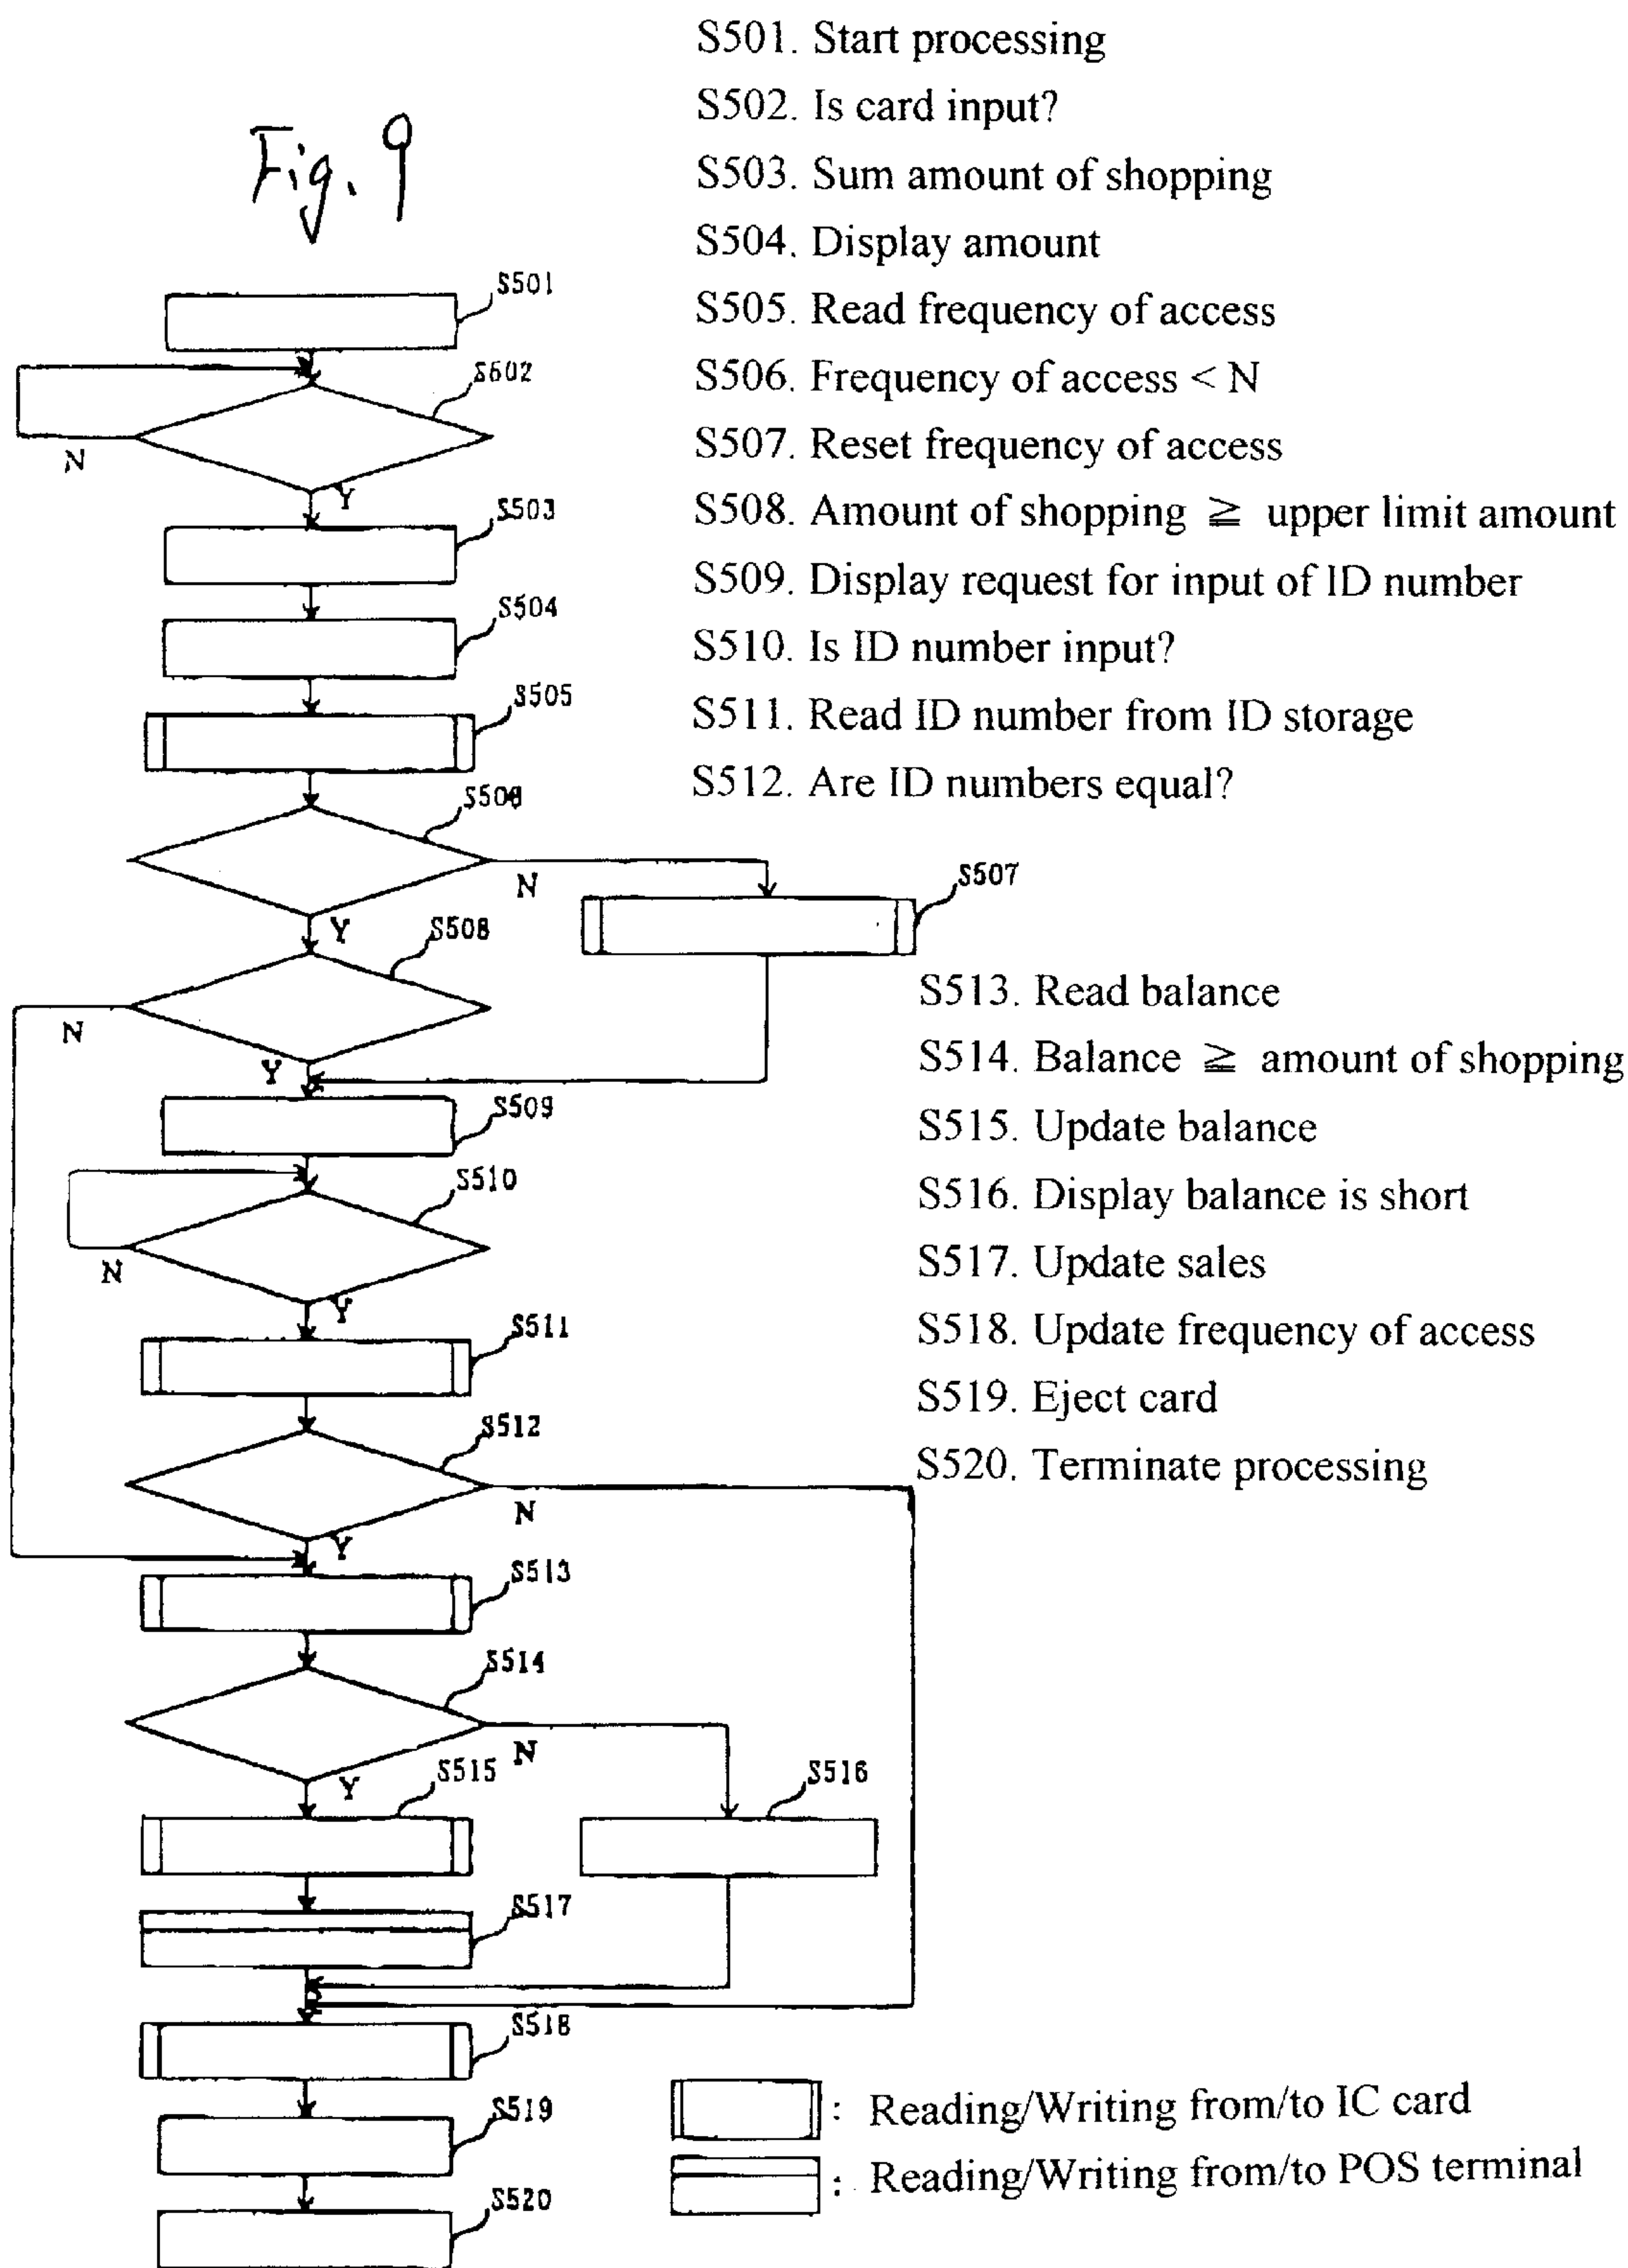 S501. Start processing
S502. Is card input?
S503. Sum amount of shopping
S504. Display amount
S505. Read frequency of access
S506. Frequency of access < N
S507. Reset frequency of access
S508. Amount of shopping ≧ upper limit amount
S509. Display request for input of ID number
S510. Is ID number input?
S511. Read ID number from ID storage
S512. Are ID numbers equal?
Fig. 9
S501
S502
N
Y
S503
S504
S505
S506
N
S507
Y
S508
N
Y
S509
S510
N
Y
S511
S512
N
Y
S513
S514
N
S515
Y
S516
S517
S518
S519
S520
S513. Read balance
S514. Balance ≧ amount of shopping
S515. Update balance
S516. Display balance is short
S517. Update sales
S518. Update frequency of access
S519. Eject card
S520. Terminate processing
: Reading/Writing from/to IC card
: Reading/Writing from/to POS terminal